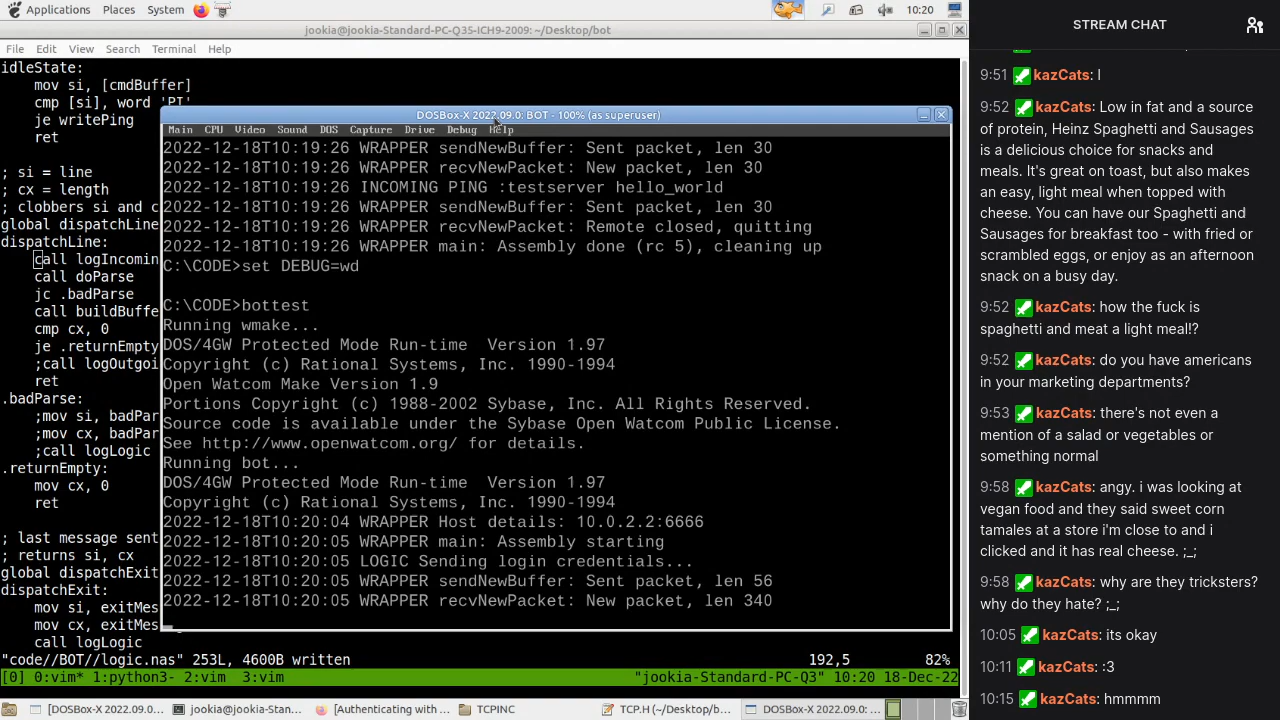 Applications Places System 10:20
jookia@jookia-Standard-PC-Q35-ICH9-2009: ~/Desktop/bot
File Edit View Search Terminal Help
idleState:
mov si, [cmdBuffer]
cmp [si], word 'PI'
je writePing
ret
; si = line
; cx = length
; clobbers si and c
global dispatchLine
dispatchLine:
call logIncomin
call doParse
jc .badParse
call buildBuffe
cmp cx, 0
je .returnEmpty
;call logOutgoi
ret
.badParse:
;mov si, badPar
;mov cx, badPar
;call logLogic
.returnEmpty:
mov cx, 0
ret
; last message sent
; returns si, cx
global dispatchExit
dispatchExit:
mov si, exitMes
mov cx, exitMes
call logLogic
"code//BOT//logic.nas" 253L, 4600B written 192,5 82%
[0] 0:vim* 1:python3- 2:vim 3:vim "jookia-Standard-PC-Q3" 10:20 18-Dec-22
DOSBox-X 2022.09.0: BOT - 100% (as superuser)
Main CPU Video Sound DOS Capture Drive Debug Help
2022-12-18T10:19:26 WRAPPER sendNewBuffer: Sent packet, len 30
2022-12-18T10:19:26 WRAPPER recvNewPacket: New packet, len 30
2022-12-18T10:19:26 INCOMING PING :testserver hello_world
2022-12-18T10:19:26 WRAPPER sendNewBuffer: Sent packet, len 30
2022-12-18T10:19:26 WRAPPER recvNewPacket: Remote closed, quitting
2022-12-18T10:19:26 WRAPPER main: Assembly done (rc 5), cleaning up
C:\CODE>set DEBUG=wd
C:\CODE>bottest
Running wmake...
DOS/4GW Protected Mode Run-time Version 1.97
Copyright (c) Rational Systems, Inc. 1990-1994
Open Watcom Make Version 1.9
Portions Copyright (c) 1988-2002 Sybase, Inc. All Rights Reserved.
Source code is available under the Sybase Open Watcom Public License.
See http://www.openwatcom.org/ for details.
Running bot...
DOS/4GW Protected Mode Run-time Version 1.97
Copyright (c) Rational Systems, Inc. 1990-1994
2022-12-18T10:20:04 WRAPPER Host details: 10.0.2.2:6666
2022-12-18T10:20:05 WRAPPER main: Assembly starting
2022-12-18T10:20:05 LOGIC Sending login credentials...
2022-12-18T10:20:05 WRAPPER sendNewBuffer: Sent packet, len 56
2022-12-18T10:20:05 WRAPPER recvNewPacket: New packet, len 340
[DOSBox-X 2022.09.0... jookia@jookia-Stan... [Authenticating with ... TCPINC TCP.H (~/Desktop/b... DOSBox-X 2022.09.0: ...
STREAM CHAT
9:51 kazCats: I
9:52 kazCats: Low in fat and a source
of protein, Heinz Spaghetti and Sausages
is a delicious choice for snacks and
meals. It's great on toast, but also makes
an easy, light meal when topped with
cheese. You can have our Spaghetti and
Sausages for breakfast too - with fried or
scrambled eggs, or enjoy as an afternoon
snack on a busy day.
9:52 kazCats: how the fuck is
spaghetti and meat a light meal!?
9:52 kazCats: do you have americans
in your marketing departments?
9:53 kazCats: there's not even a
mention of a salad or vegetables or
something normal
9:58 kazCats: angy. i was looking at
vegan food and they said sweet corn
tamales at a store i'm close to and i
clicked and it has real cheese. ;_;
9:58 kazCats: why are they tricksters?
why do they hate? ;_;
10:05 kazCats: its okay
10:11 kazCats: :3
10:15 kazCats: hmmmm